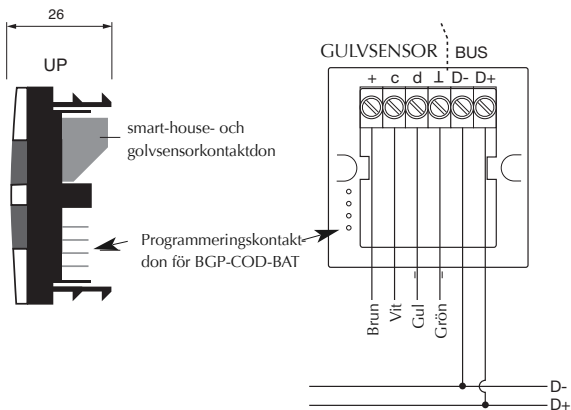 26
UP
smart-house- och
golvsensorkontaktdon
Programmeringskontakt-
don för BGP-COD-BAT
GULVSENSOR BUS
+ c d ⊥ D- D+
Brun
Vit
Gul
Grön
D-
D+